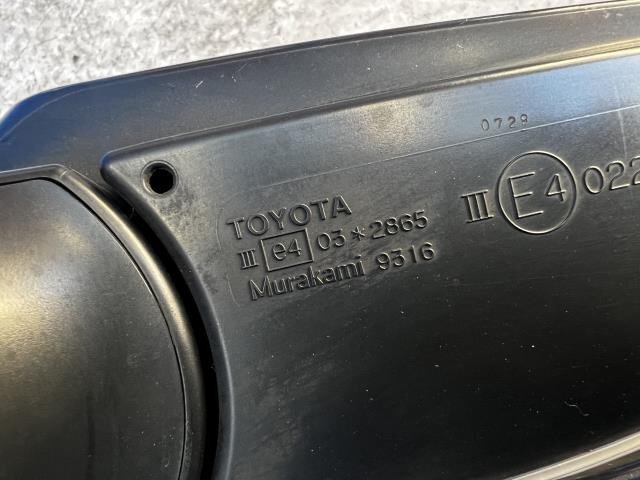 0729
TOYOTA
III e4 03*2865
Murakami 9316
III E4 022